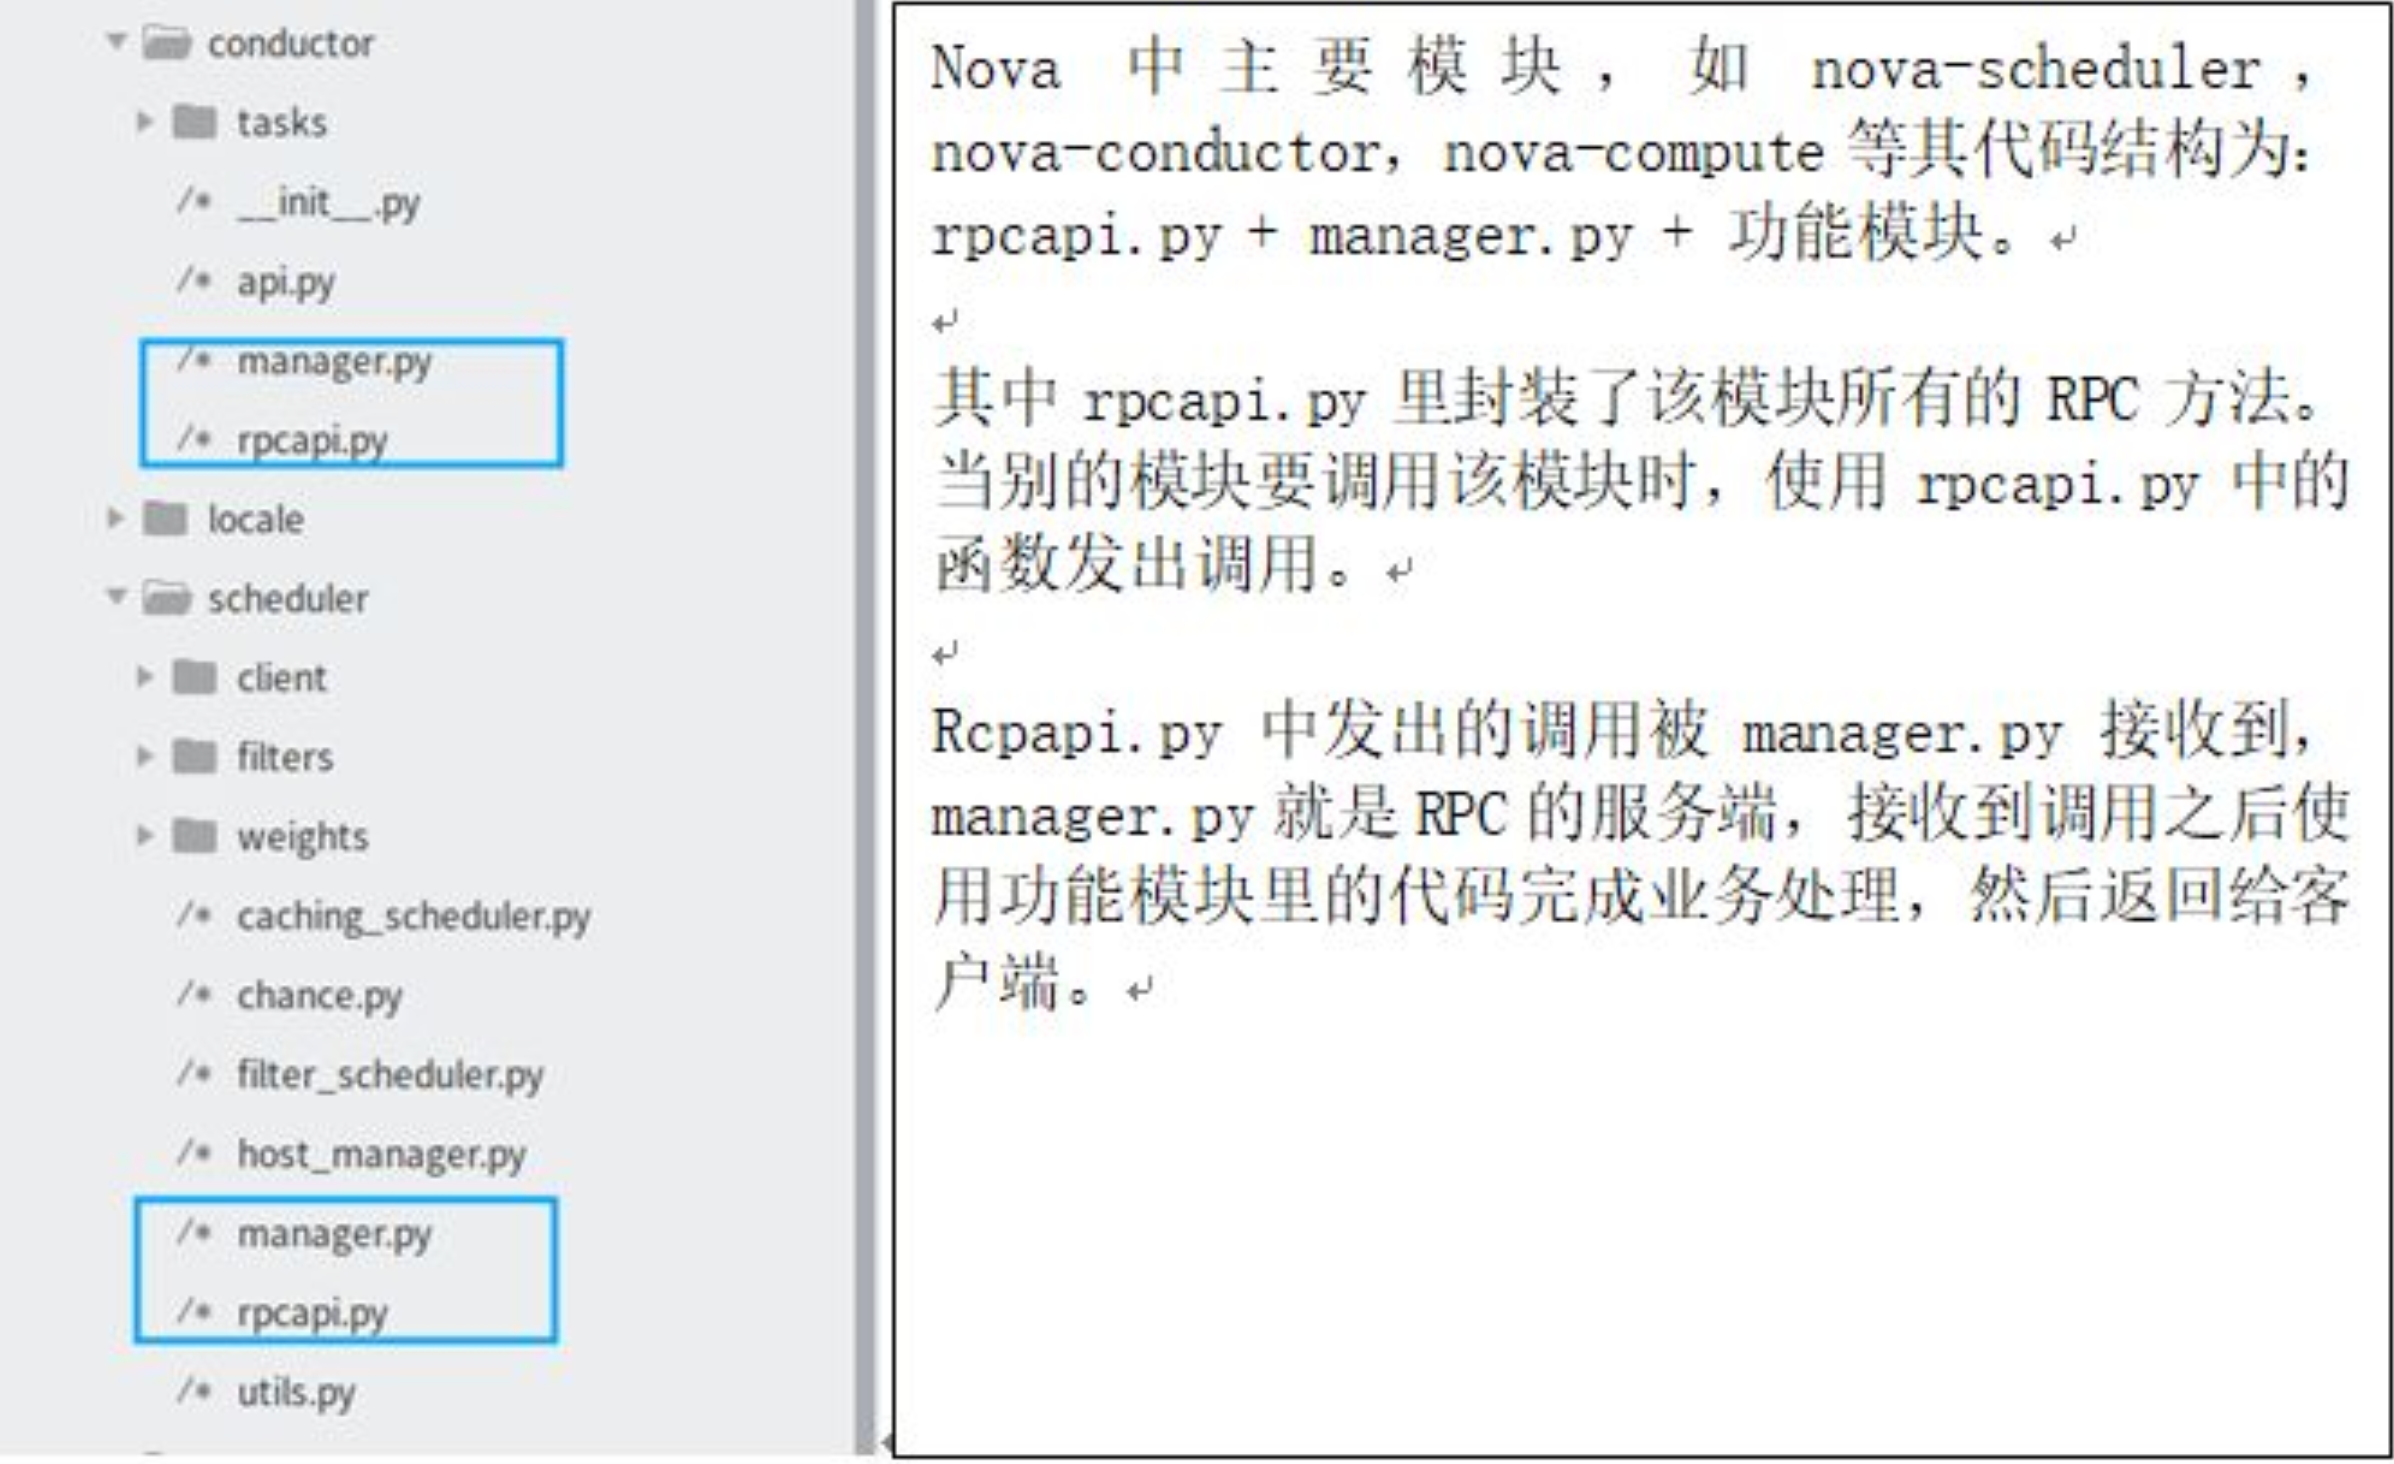 conductor
tasks
/* __init__.py
/* api.py
/* manager.py
/* rpcapi.py
locale
scheduler
client
filters
weights
/* caching_scheduler.py
/* chance.py
/* filter_scheduler.py
/* host_manager.py
/* manager.py
/* rpcapi.py
/* utils.py
Nova 中主要模块，如 nova-scheduler，
nova-conductor，nova-compute 等其代码结构为：
rpcapi.py + manager.py + 功能模块。↵
↵
其中 rpcapi.py 里封装了该模块所有的 RPC 方法。
当别的模块要调用该模块时，使用 rpcapi.py 中的
函数发出调用。↵
↵
Rcpapi.py 中发出的调用被 manager.py 接收到，
manager.py 就是 RPC 的服务端，接收到调用之后使
用功能模块里的代码完成业务处理，然后返回给客
户端。↵